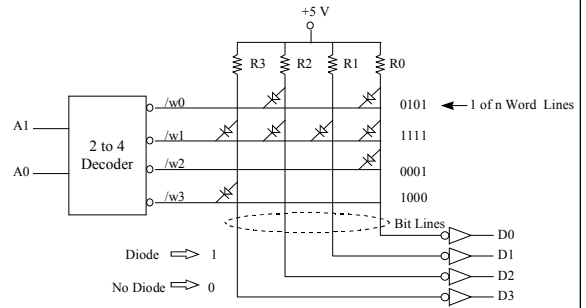 +5 V
R3 R2 R1 R0
/w0 0101 1 of n Word Lines
A1
/w1 1111
2 to 4
Decoder
A0
/w2 0001
/w3 1000
Bit Lines
D0
Diode 1 D1
D2
No Diode 0
D3